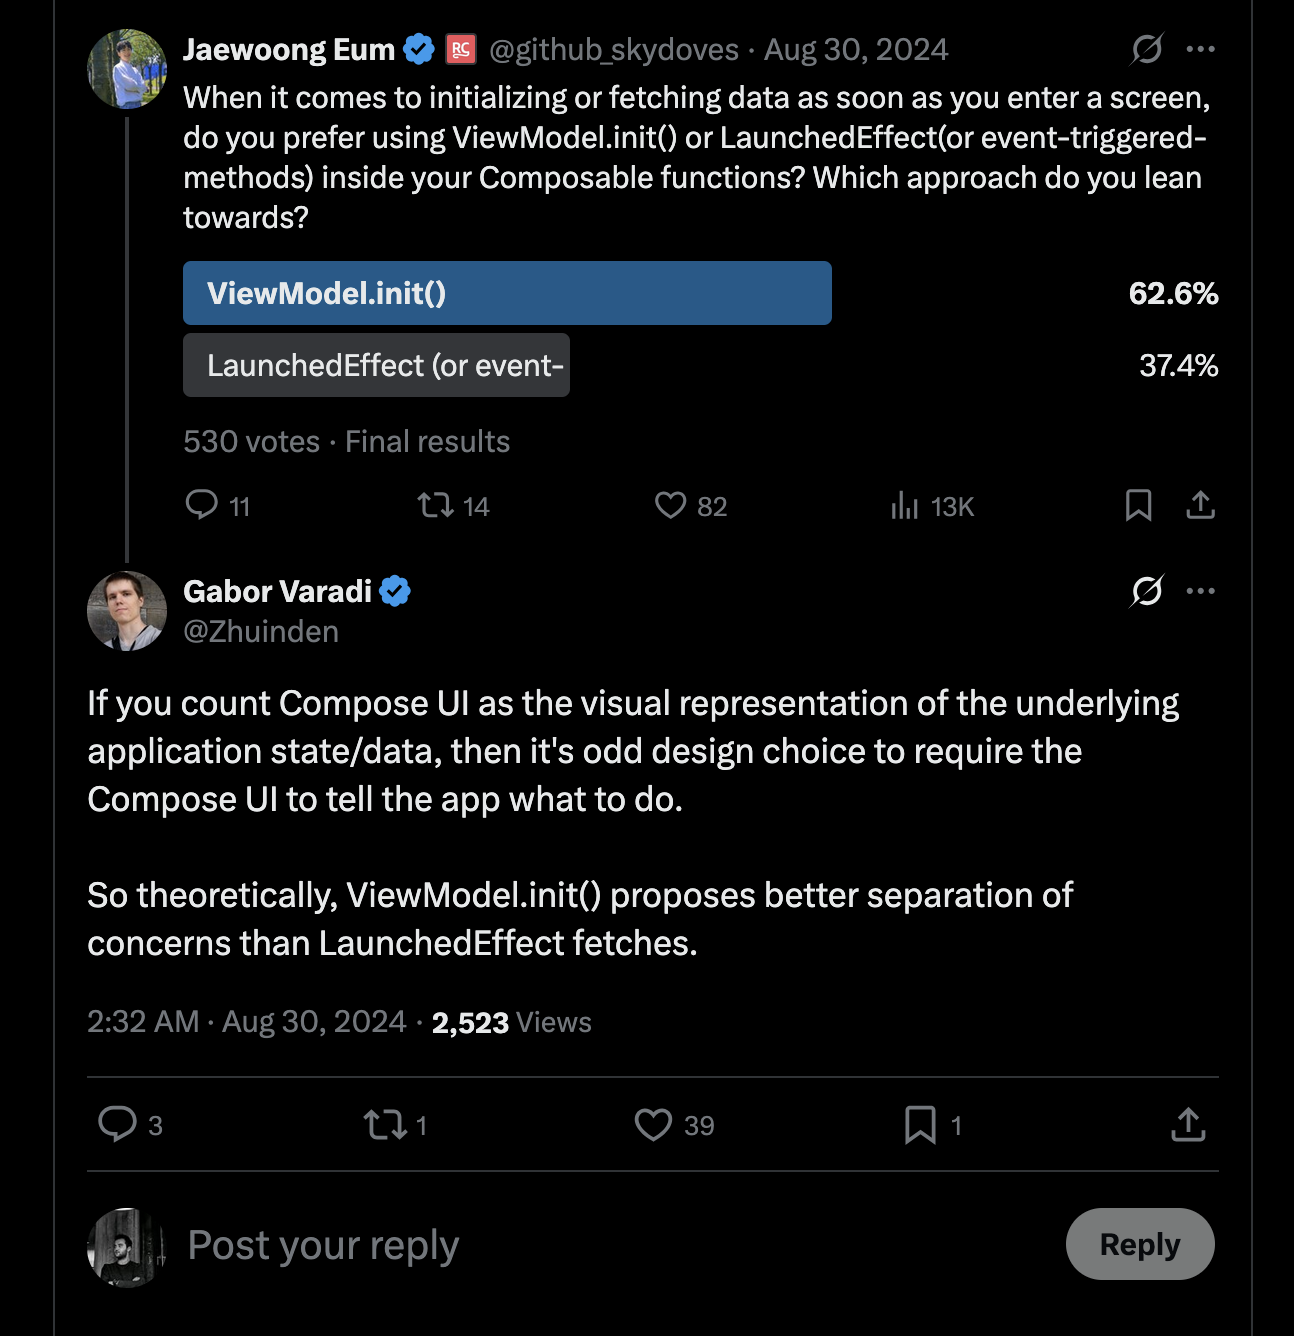 Jaewoong Eum RC @github_skydoves · Aug 30, 2024
When it comes to initializing or fetching data as soon as you enter a screen,
do you prefer using ViewModel.init() or LaunchedEffect(or event-triggered-
methods) inside your Composable functions? Which approach do you lean
towards?
ViewModel.init() 62.6%
LaunchedEffect (or event- 37.4%
530 votes · Final results
11 14 82 13K
Gabor Varadi
@Zhuinden
If you count Compose UI as the visual representation of the underlying
application state/data, then it's odd design choice to require the
Compose UI to tell the app what to do.
So theoretically, ViewModel.init() proposes better separation of
concerns than LaunchedEffect fetches.
2:32 AM · Aug 30, 2024 · 2,523 Views
3 1 39 1
Post your reply Reply